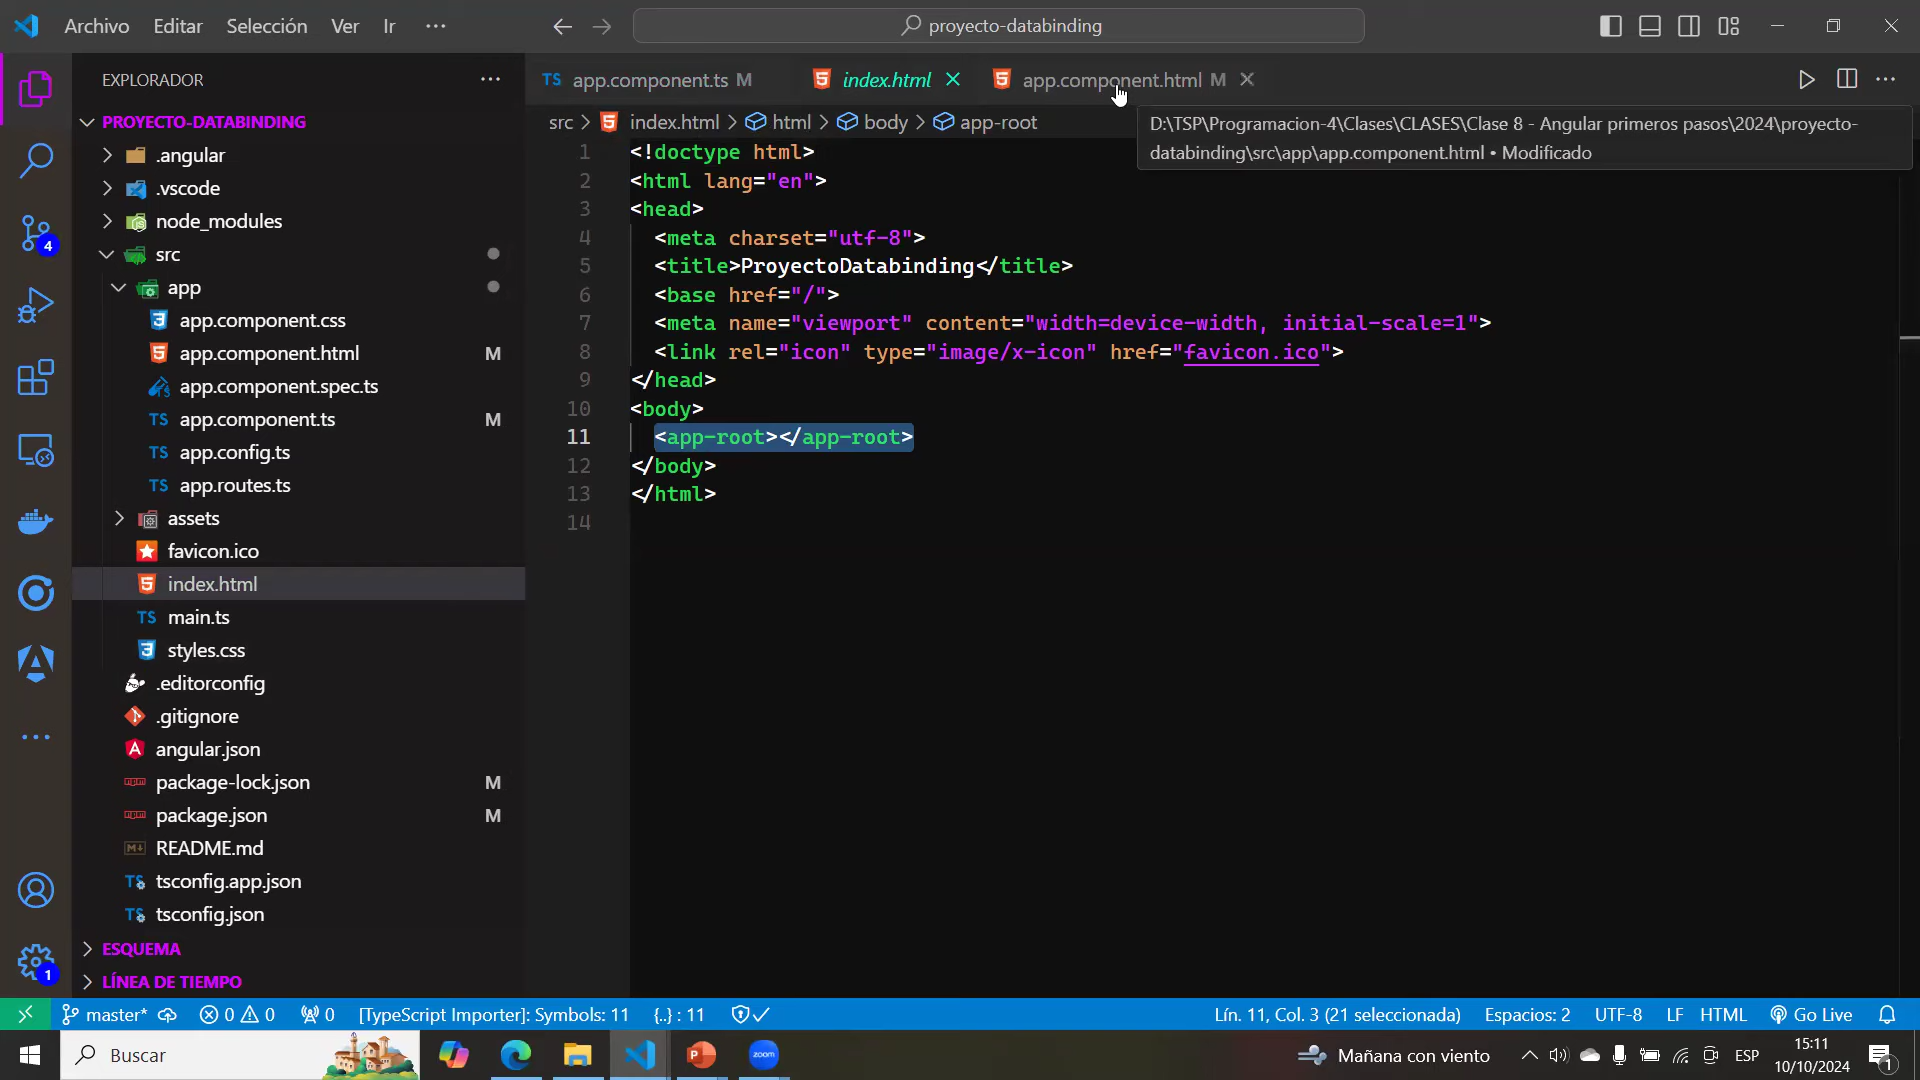 Archivo Editar Selección Ver Ir ···
proyecto-databinding
EXPLORADOR ···
PROYECTO-DATABINDING
.angular
.vscode
node_modules
src
app
app.component.css
app.component.html M
app.component.spec.ts
TS app.component.ts M
TS app.config.ts
TS app.routes.ts
assets
favicon.ico
index.html
TS main.ts
styles.css
.editorconfig
.gitignore
angular.json
package-lock.json M
package.json M
README.md
tsconfig.app.json
tsconfig.json
ESQUEMA
LÍNEA DE TIEMPO
4
1
TS app.component.ts M
index.html
app.component.html M
src > index.html > html > body > app-root
D:\TSP\Programacion-4\Clases\CLASES\Clase 8 - Angular primeros pasos\2024\proyecto-
databinding\src\app\app.component.html • Modificado
1 <!doctype html>
2 <html lang="en">
3 <head>
4 <meta charset="utf-8">
5 <title>ProyectoDatabinding</title>
6 <base href="/">
7 <meta name="viewport" content="width=device-width, initial-scale=1">
8 <link rel="icon" type="image/x-icon" href="favicon.ico">
9 </head>
10 <body>
11 <app-root></app-root>
12 </body>
13 </html>
14
master* 0 0 0 [TypeScript Importer]: Symbols: 11 {..} : 11
Lín. 11, Col. 3 (21 seleccionada) Espacios: 2 UTF-8 LF HTML Go Live
Buscar
zoom
Mañana con viento
ESP
15:11
10/10/2024
1